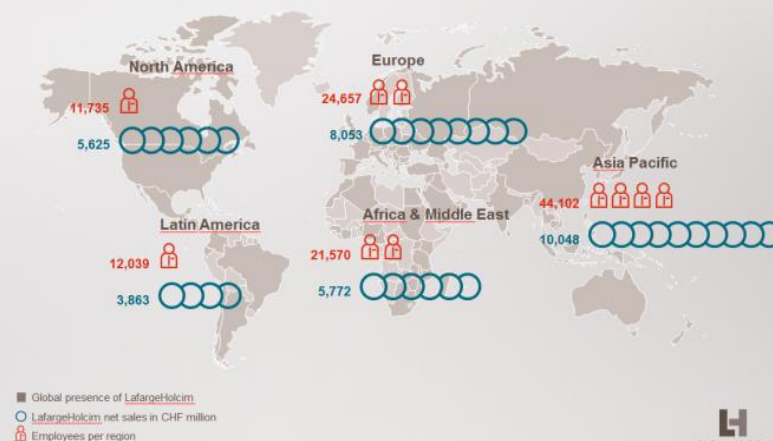 North America
11,735
5,625
Europe
24,657
8,053
Asia Pacific
44,102
10,048
Latin America
12,039
3,863
Africa & Middle East
21,570
5,772
Global presence of LafargeHolcim
LafargeHolcim net sales in CHF million
Employees per region
LH